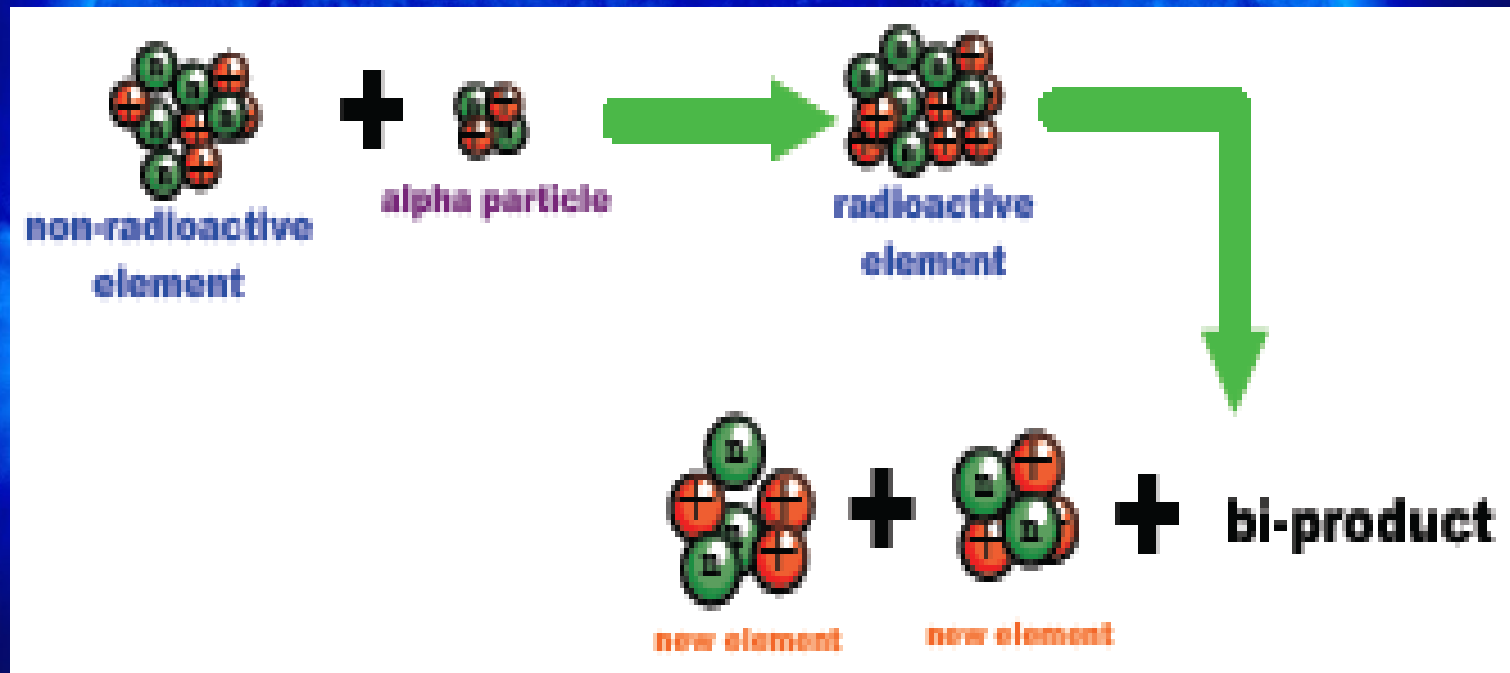 alpha particle
non-radioactive
element
radioactive
element
bi-product
new element
new element